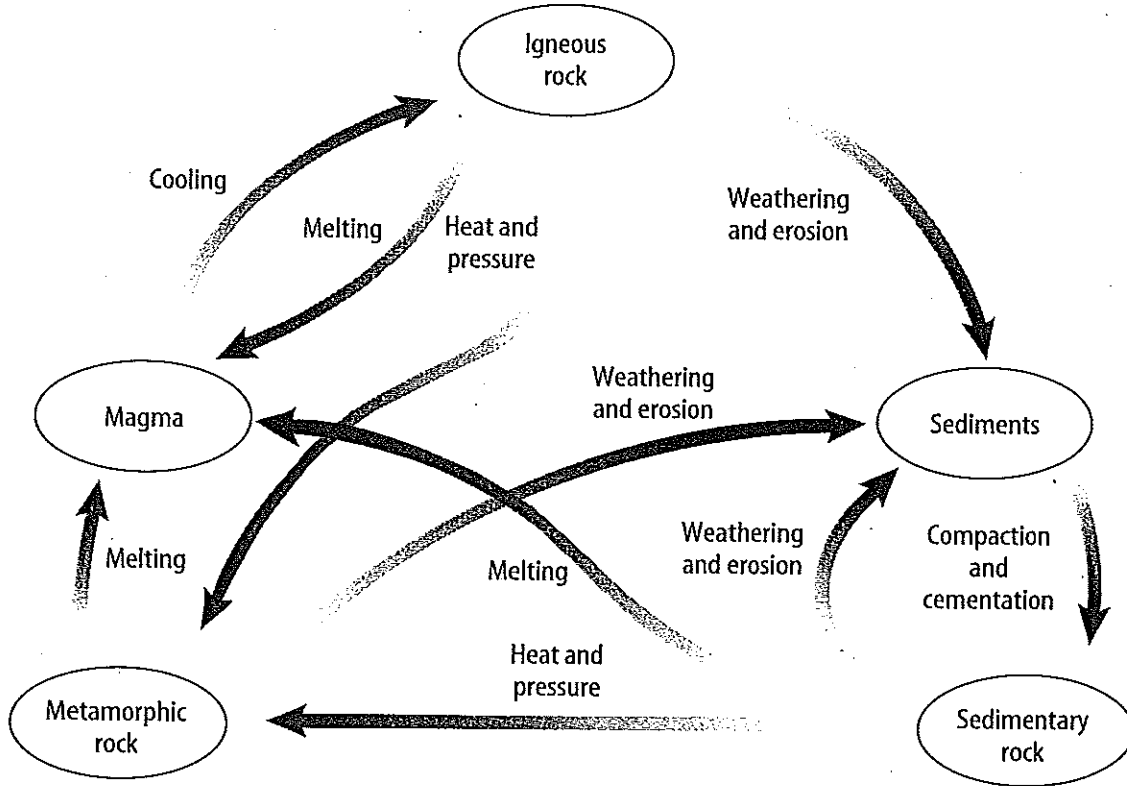 Igneous
rock
Cooling
Melting
Heat and
pressure
Weathering
and erosion
Magma
Weathering
and erosion
Sediments
Melting
Melting
Weathering
and erosion
Compaction
and
cementation
Heat and
pressure
Metamorphic
rock
Sedimentary
rock